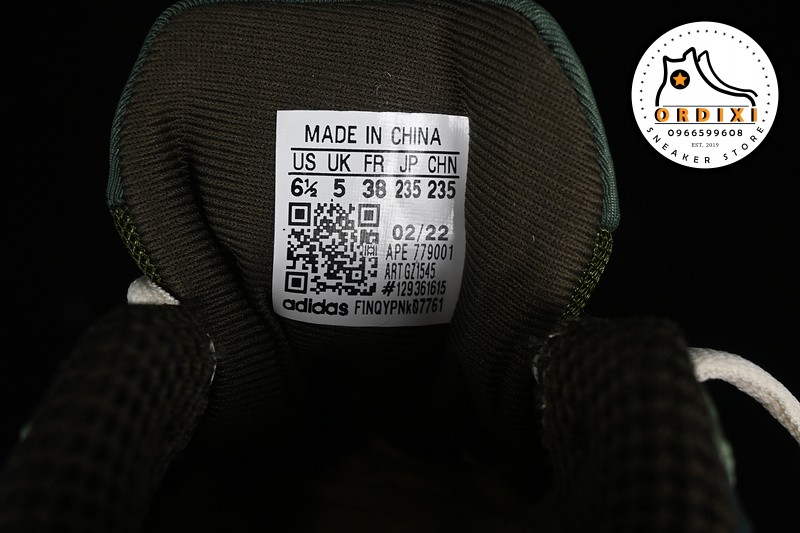 MADE IN CHINA
US UK FR JP CHN
6½ 5 38 235 235
02/22
APE 779001
ART GZ1545
#129361615
adidas FINQYPNk07761
ORDIXI
0966599608
EST. 2019
SNEAKER STORE